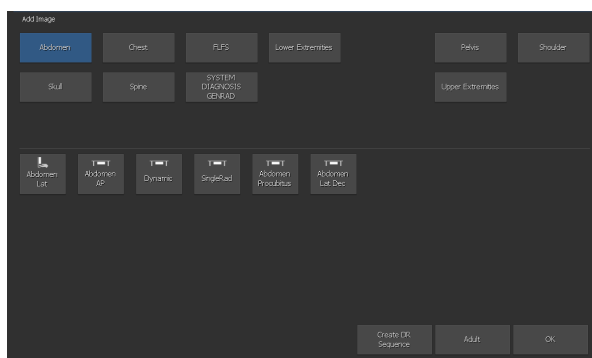 Add Image
Abdomen
Chest
FLFS
Lower Extremities
Pelvis
Shoulder
Skull
Spine
SYSTEM
DIAGNOSIS
GENRAD
Upper Extremities
Abdomen
Lat
Abdomen
AP
Dynamic
SingleRad
Abdomen
Procubitus
Abdomen
Lat Dec
Create DR
Sequence
Adult
OK